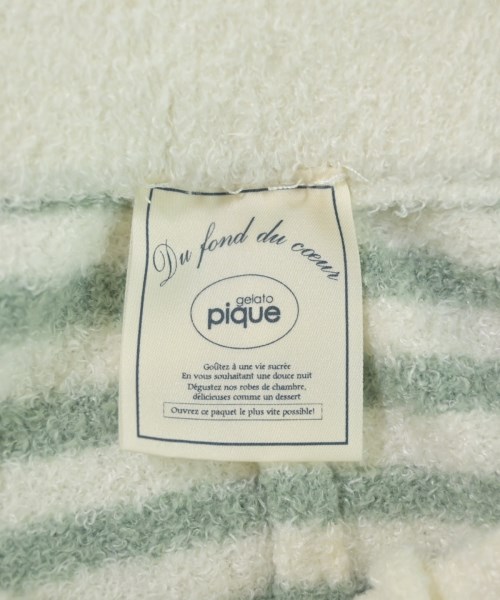 Du fond du cœur
gelato
pique
Goûtez à une vie sucrée
En vous souhaitant une douce nuit
Dégustez nos robes de chambre,
délicieuses comme un dessert
Ouvrez ce paquet le plus vite possible!